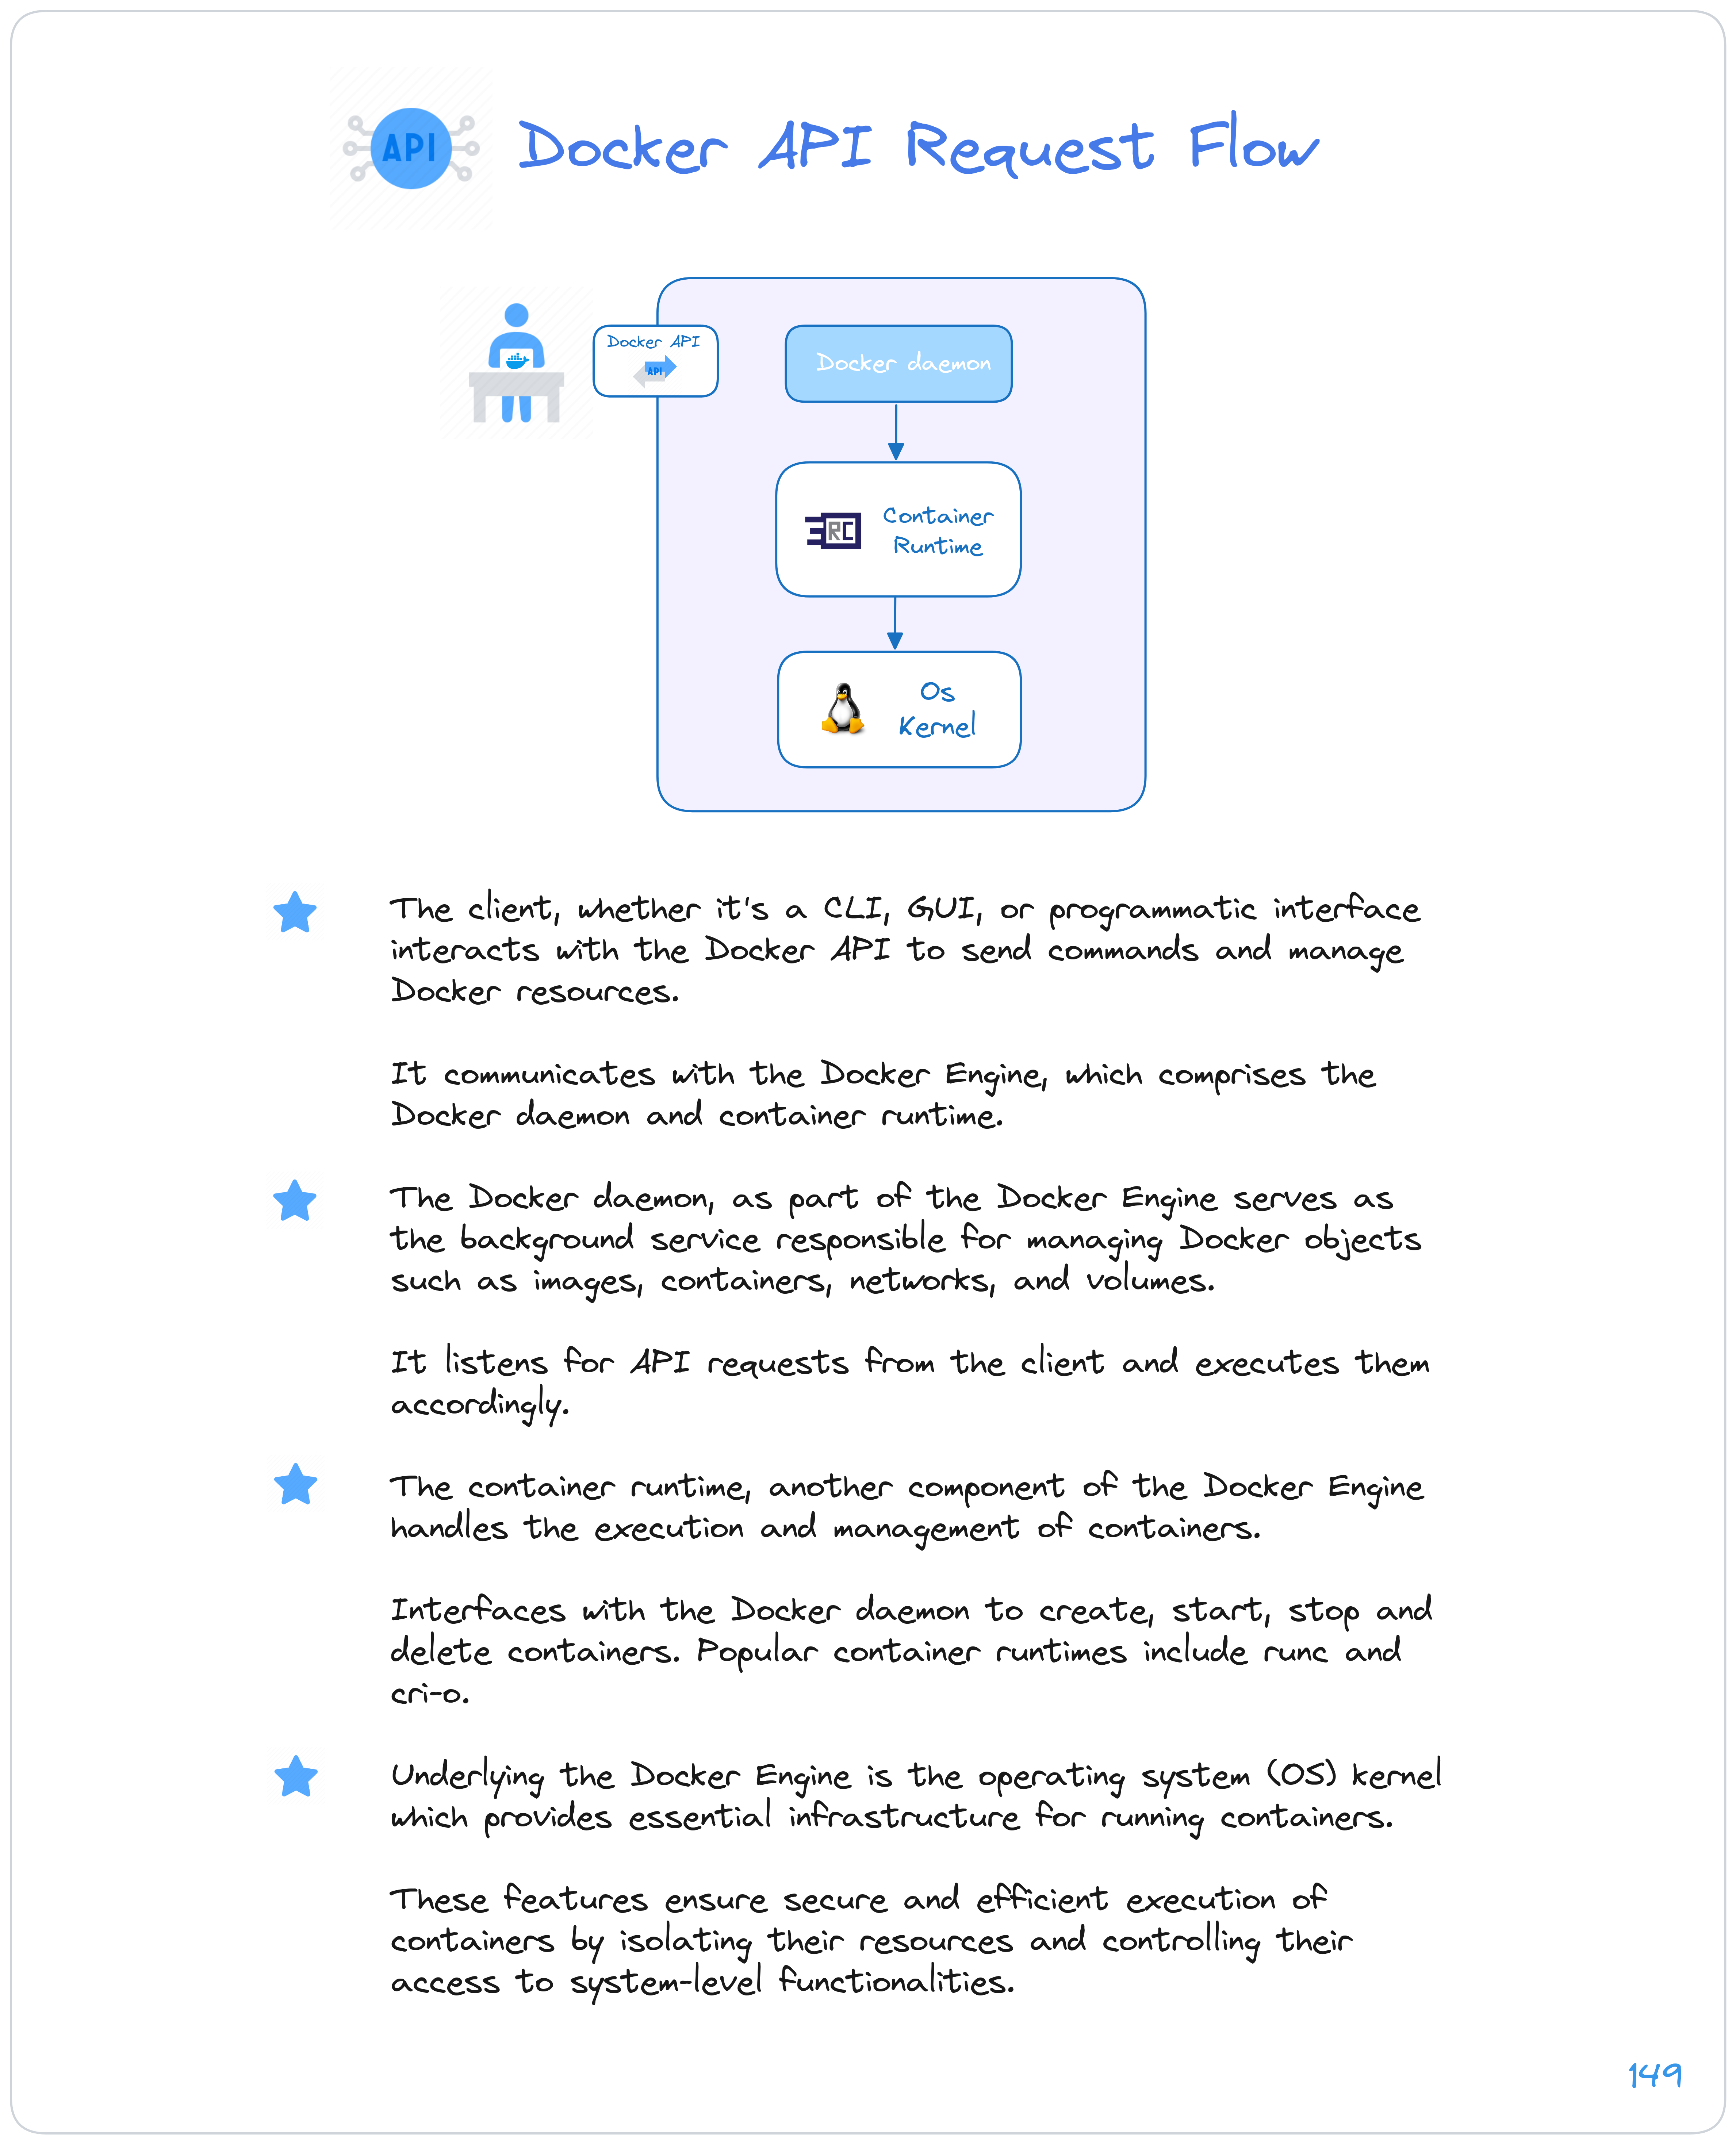 API
Docker API Request Flow
Docker API
API
Docker daemon
RC
Container
Runtime
Os
Kernel
The client, whether it's a CLI, GUI, or programmatic interface
interacts with the Docker API to send commands and manage
Docker resources.
It communicates with the Docker Engine, which comprises the
Docker daemon and container runtime.
The Docker daemon, as part of the Docker Engine serves as
the background service responsible for managing Docker objects
such as images, containers, networks, and volumes.
It listens for API requests from the client and executes them
accordingly.
The container runtime, another component of the Docker Engine
handles the execution and management of containers.
Interfaces with the Docker daemon to create, start, stop and
delete containers. Popular container runtimes include runc and
cri-o.
Underlying the Docker Engine is the operating system (OS) kernel
which provides essential infrastructure for running containers.
These features ensure secure and efficient execution of
containers by isolating their resources and controlling their
access to system-level functionalities.
149